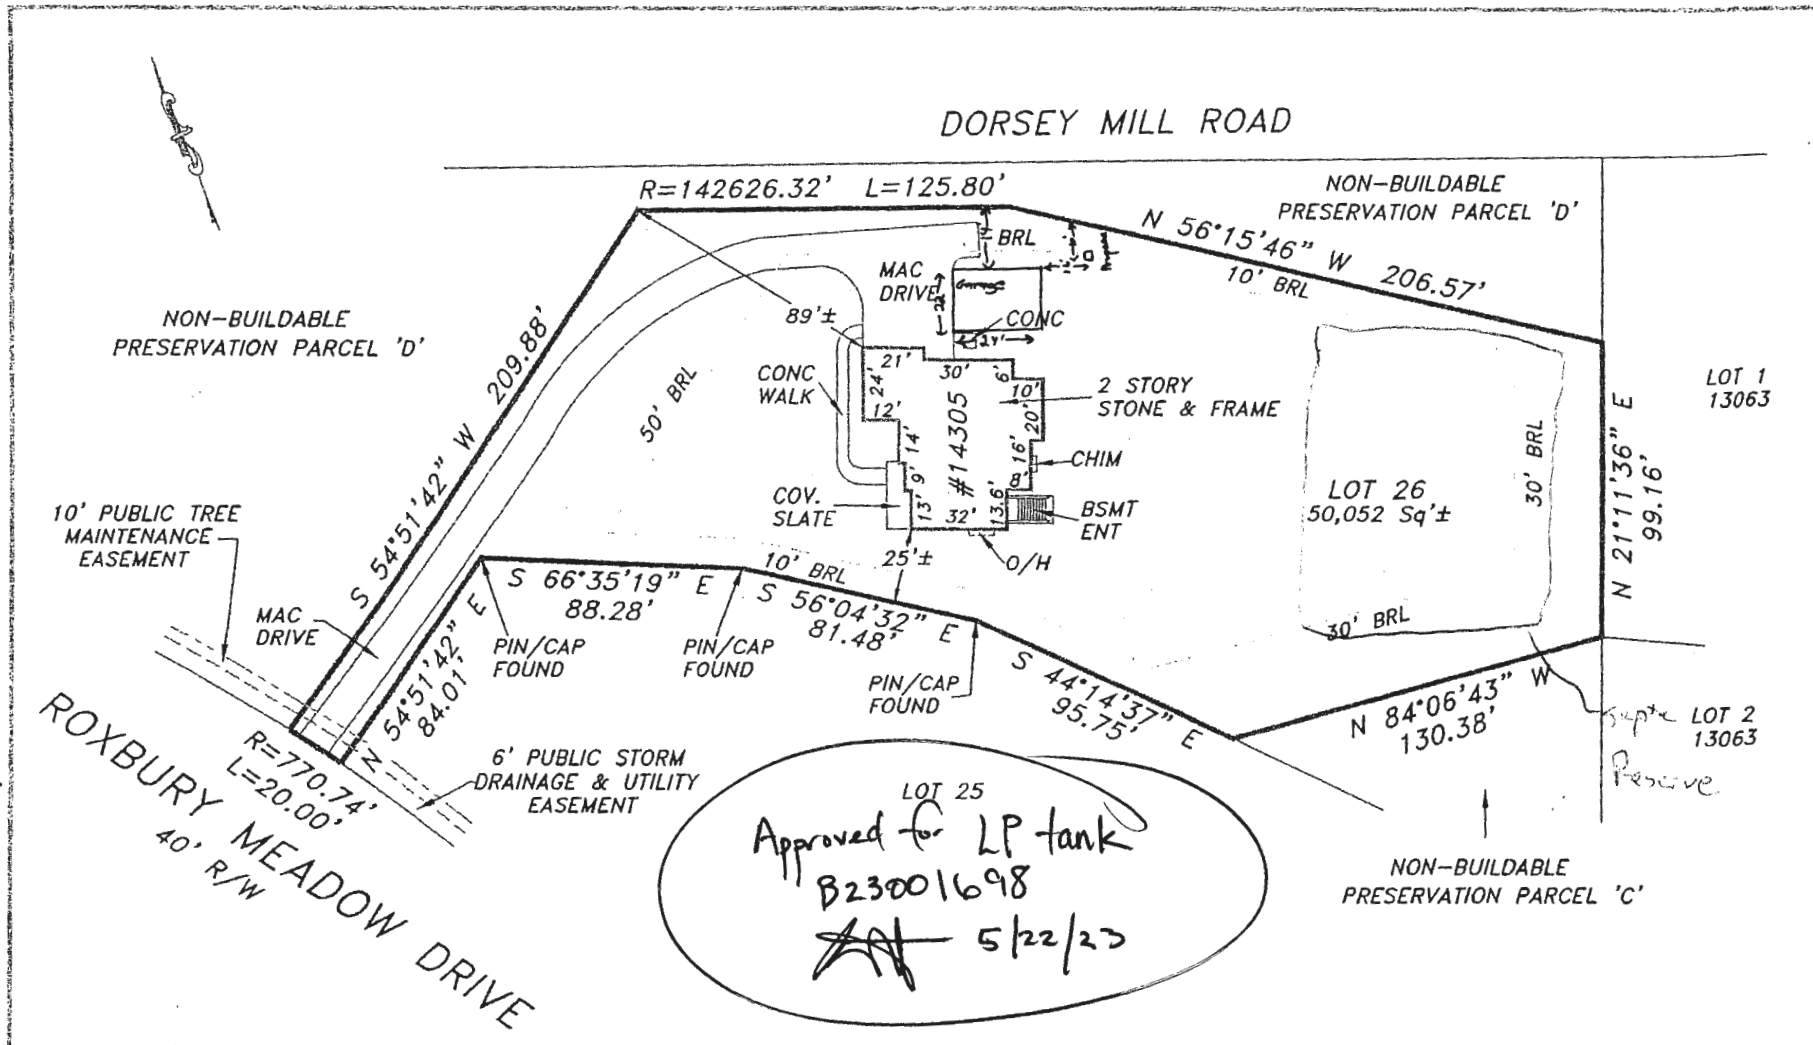 DORSEY MILL ROAD
R=142626.32' L=125.80'
NON-BUILDABLE
PRESERVATION PARCEL 'D'
N 56°15'46" W 206.57'
10' BRL
BRL
MAC
DRIVE
Garage
22'
CONC
24'
NON-BUILDABLE
PRESERVATION PARCEL 'D'
S 54°51'42" W 209.88'
89'±
50' BRL
CONC
WALK
21'
30'
6'
10'
24'
12'
20'
14'
16'
9'
8'
13'
13.6'
32'
#14305
2 STORY
STONE & FRAME
CHIM
COV.
SLATE
BSMT
ENT
O/H
25'±
LOT 26
50,052 Sq'±
30' BRL
30' BRL
N 21°11'36" E
99.16'
LOT 1
13063
10' PUBLIC TREE
MAINTENANCE
EASEMENT
MAC
DRIVE
S 66°35'19" E
88.28'
10' BRL
S 56°04'32" E
81.48'
PIN/CAP
FOUND
PIN/CAP
FOUND
PIN/CAP
FOUND
S 44°14'37" E
95.75'
N 84°06'43" W
130.38'
N 54°51'42" E
84.01'
Septic
Reserve
LOT 2
13063
R=770.74'
L=20.00'
ROXBURY MEADOW DRIVE
40' R/W
6' PUBLIC STORM
DRAINAGE & UTILITY
EASEMENT
LOT 25
Approved for LP tank
B23001698
5/22/23
NON-BUILDABLE
PRESERVATION PARCEL 'C'